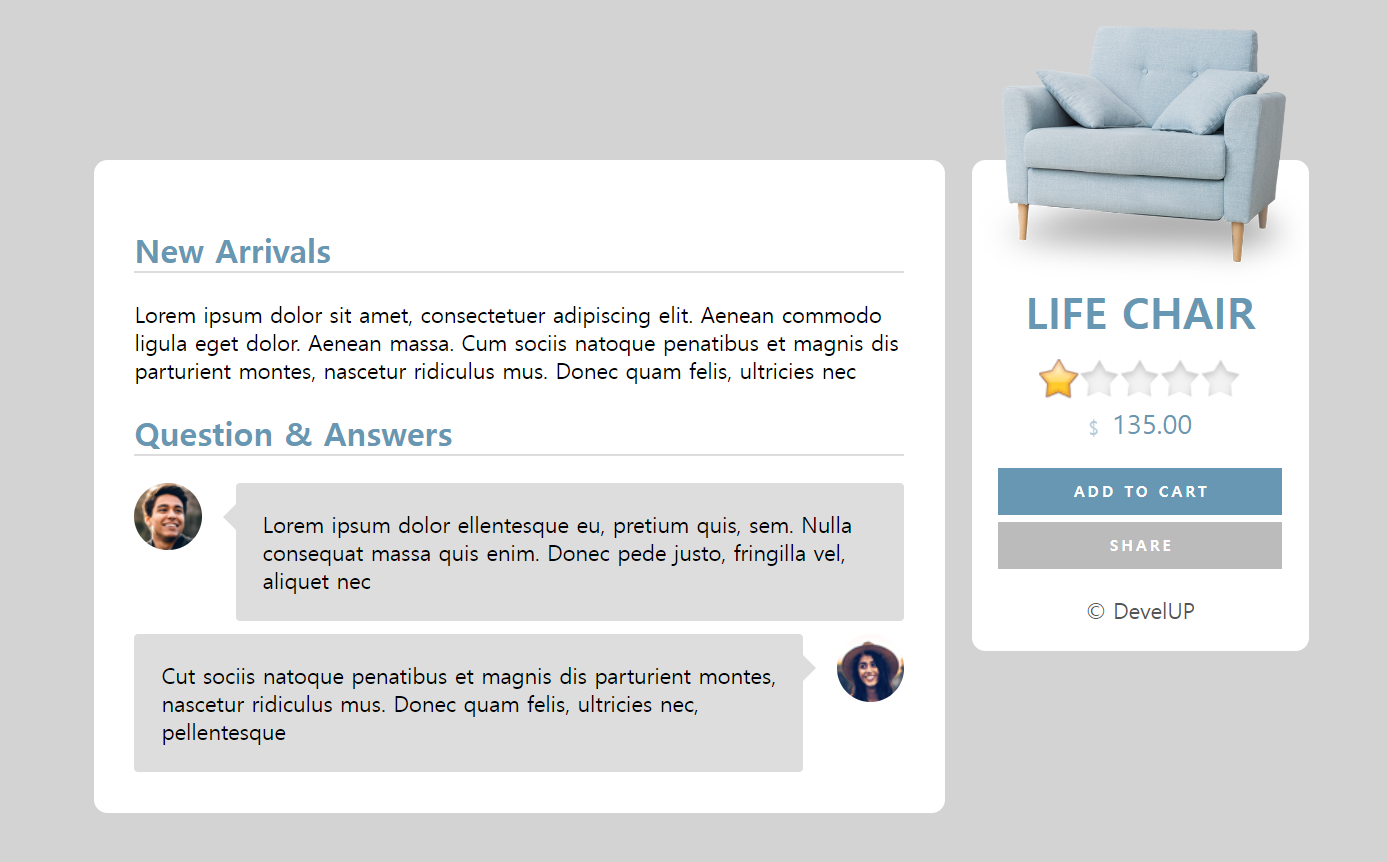 New Arrivals
Lorem ipsum dolor sit amet, consectetuer adipiscing elit. Aenean commodo
ligula eget dolor. Aenean massa. Cum sociis natoque penatibus et magnis dis
parturient montes, nascetur ridiculus mus. Donec quam felis, ultricies nec
Question & Answers
Lorem ipsum dolor ellentesque eu, pretium quis, sem. Nulla
consequat massa quis enim. Donec pede justo, fringilla vel,
aliquet nec
Cut sociis natoque penatibus et magnis dis parturient montes,
nascetur ridiculus mus. Donec quam felis, ultricies nec,
pellentesque
LIFE CHAIR
$ 135.00
ADD TO CART
SHARE
© DevelUP